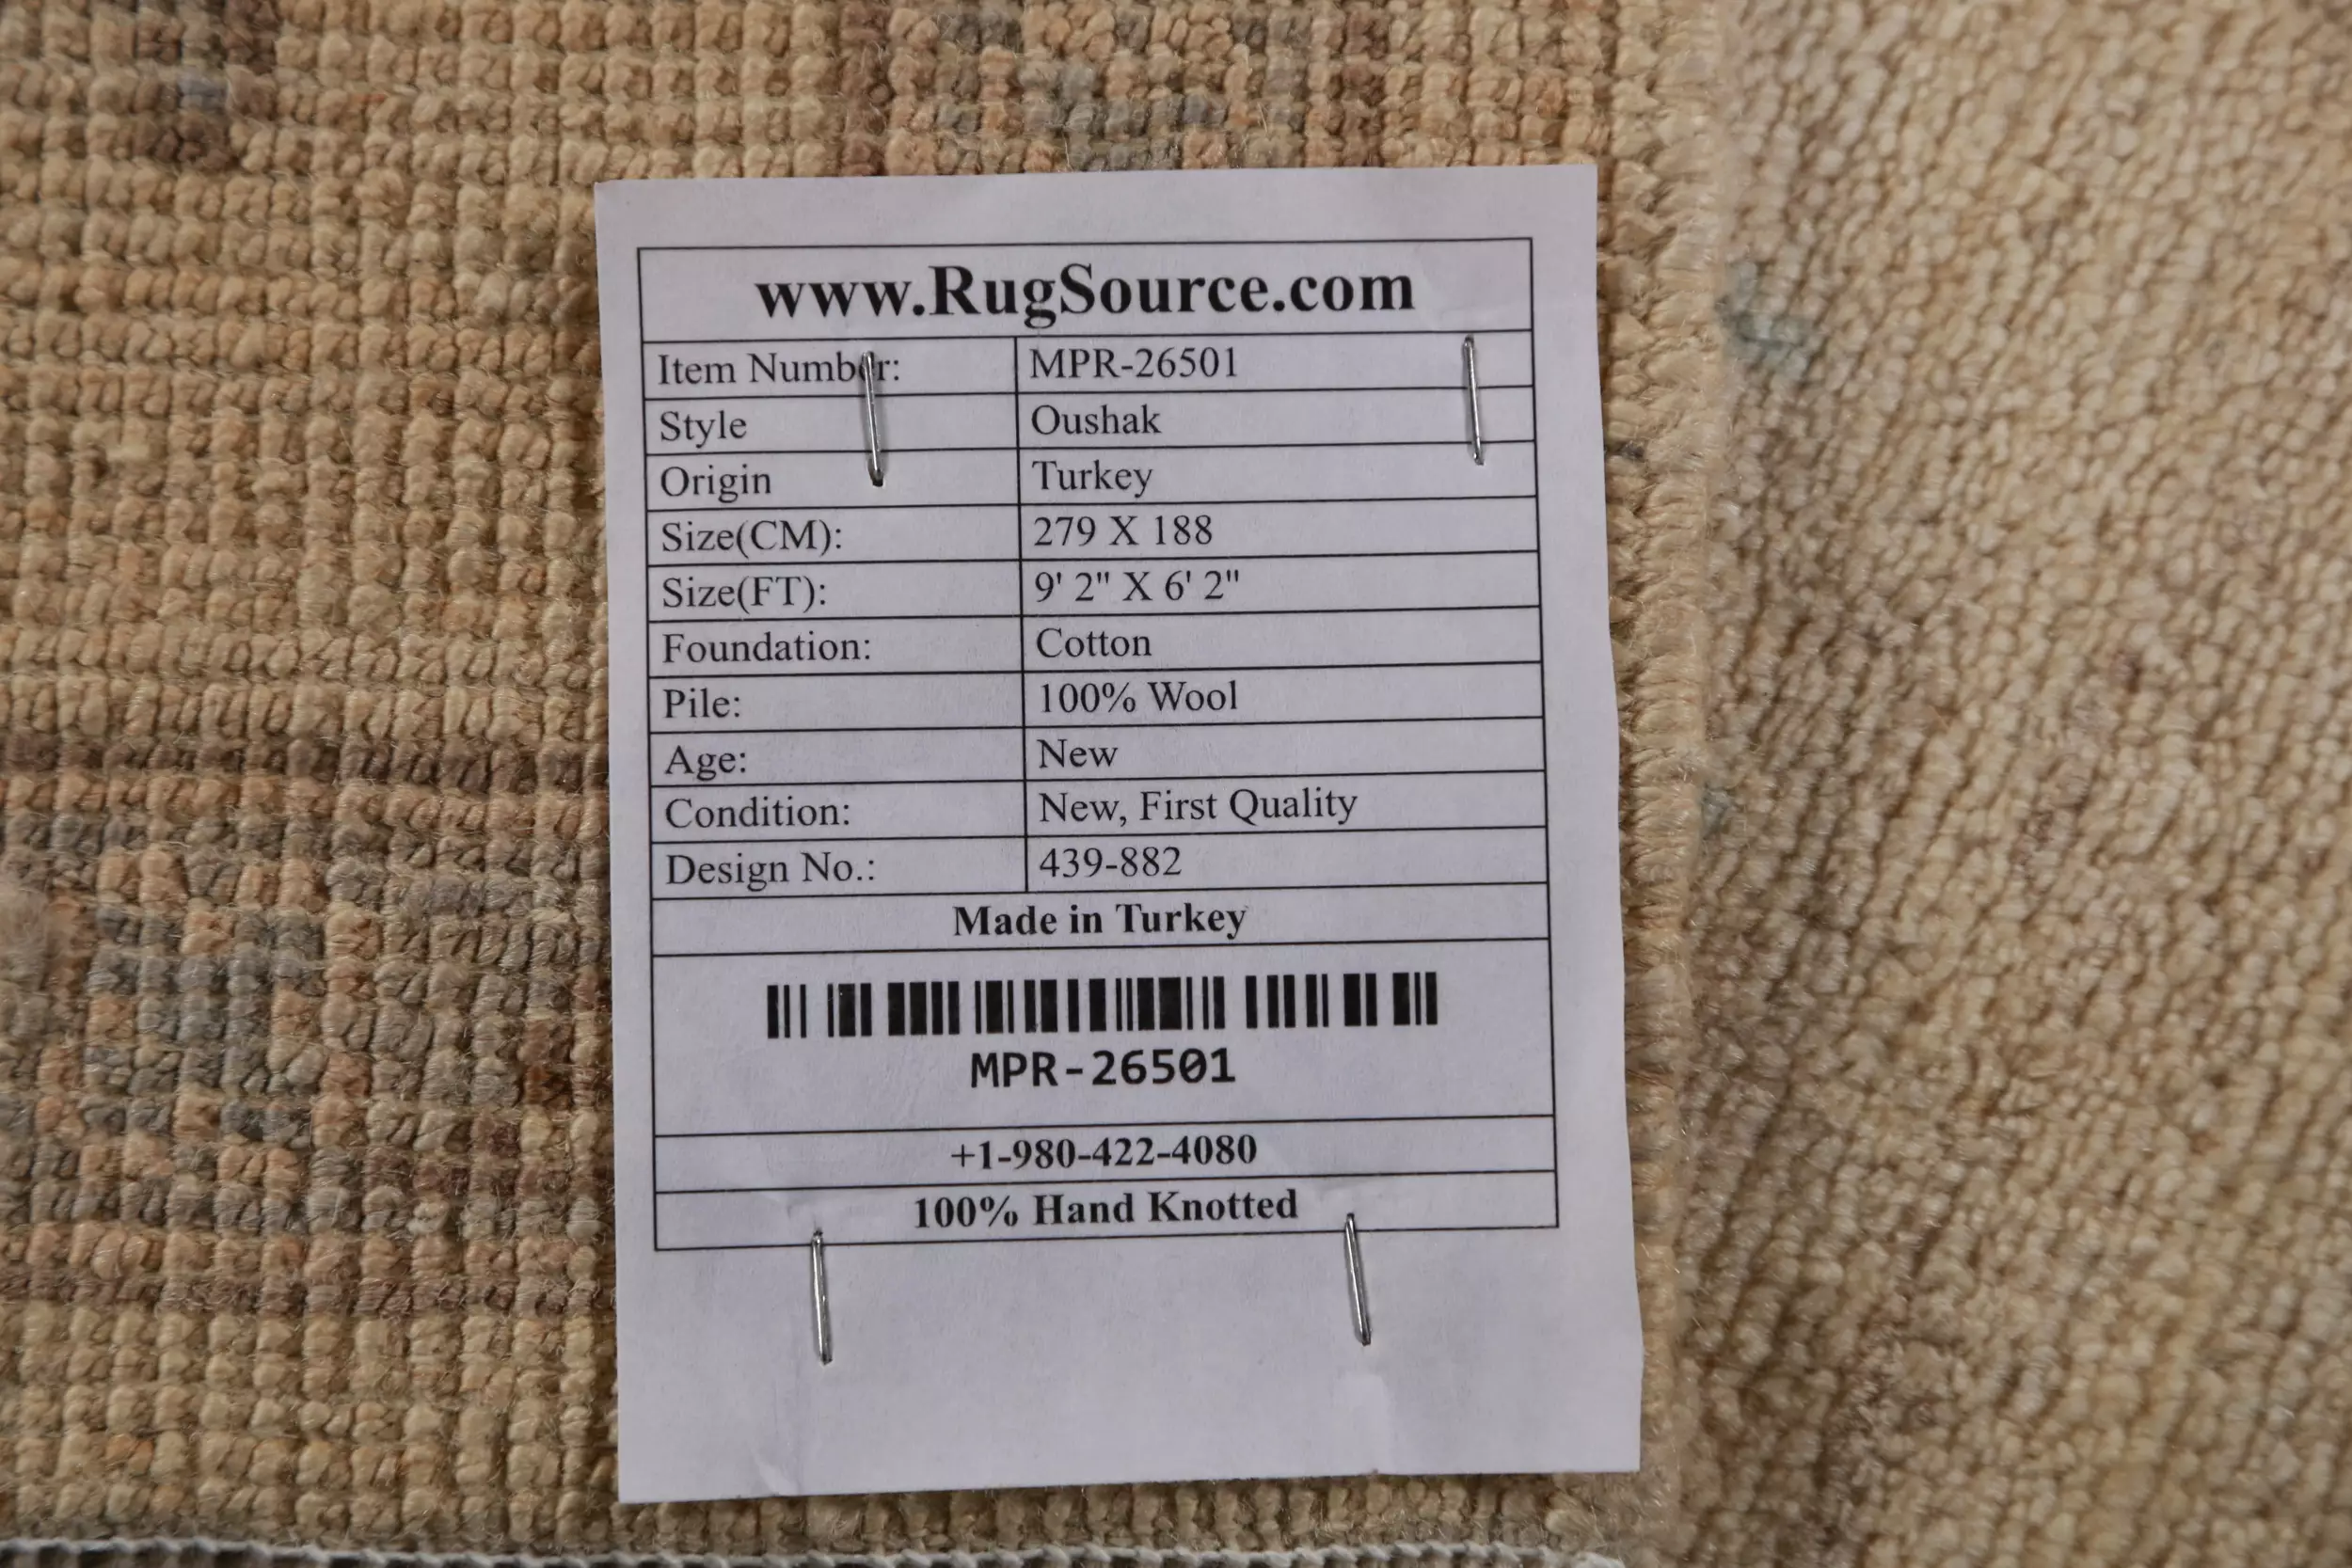 www.RugSource.com
Item Number: MPR-26501
Style Oushak
Origin Turkey
Size(CM): 279 X 188
Size(FT): 9' 2" X 6' 2"
Foundation: Cotton
Pile: 100% Wool
Age: New
Condition: New, First Quality
Design No.: 439-882
Made in Turkey
MPR-26501
+1-980-422-4080
100% Hand Knotted